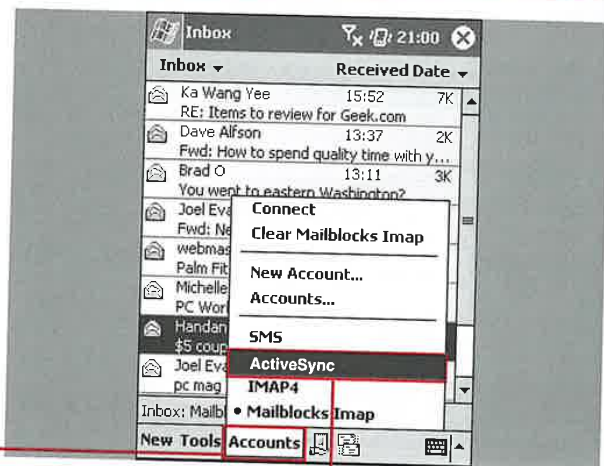 Inbox 21:00
Inbox Received Date
Ka Wang Yee 15:52 7K
RE: Items to review for Geek.com
Dave Alfson 13:37 2K
Fwd: How to spend quality time with y...
Brad O 13:11 3K
You went to eastern Washington?
Joel Eva
Fwd: Ne
webmas
Palm Fit
Michelle
PC Worl
Handan
$5 coup
Joel Eva
pc mag
Connect
Clear Mailblocks Imap
New Account...
Accounts...
SMS
ActiveSync
IMAP4
• Mailblocks Imap
Inbox: Mailb
New Tools Accounts